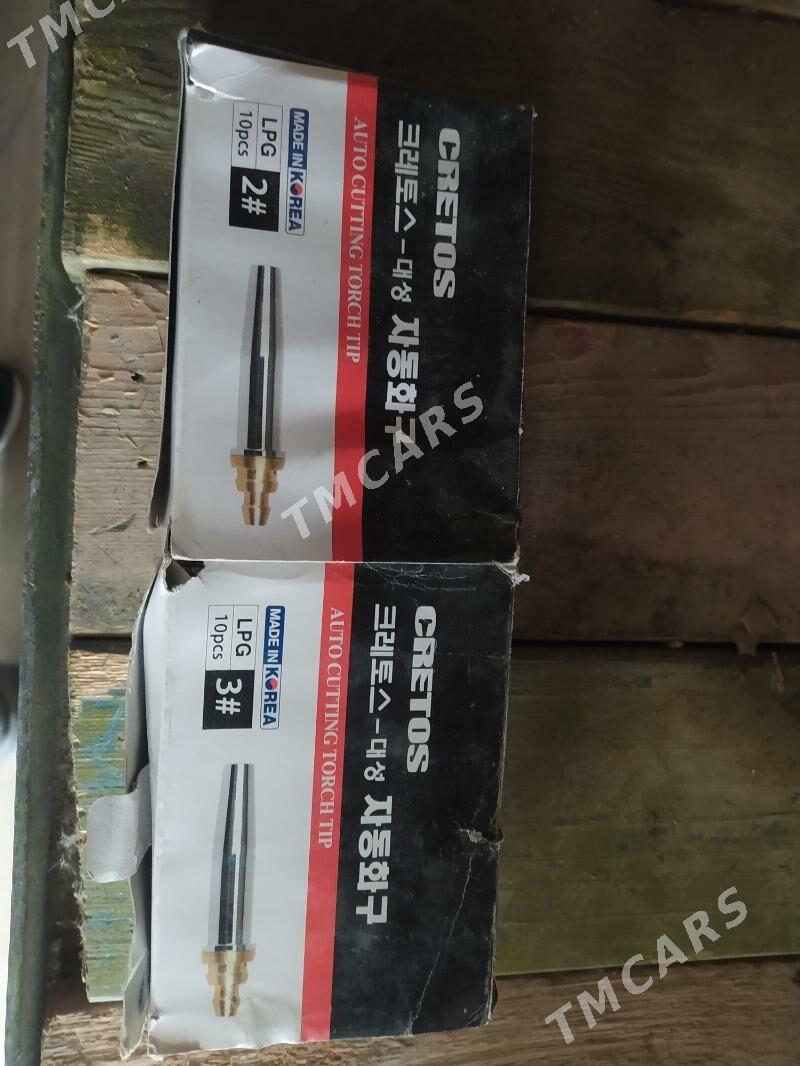 CRETOS
크레토스-대성 자동화구
AUTO CUTTING TORCH TIP
MADE IN KOREA
LPG
10pcs
2#
CRETOS
크레토스-대성 자동화구
AUTO CUTTING TORCH TIP
MADE IN KOREA
LPG
10pcs
3#
TMCARS
TMCARS
TMCARS